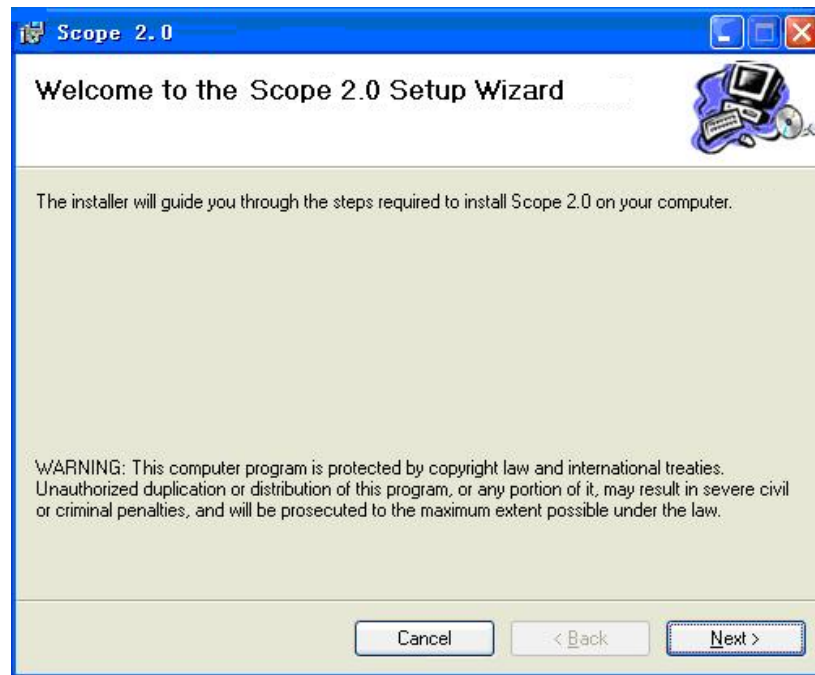 Scope 2.0
Welcome to the Scope 2.0 Setup Wizard
The installer will guide you through the steps required to install Scope 2.0 on your computer.
WARNING: This computer program is protected by copyright law and international treaties.
Unauthorized duplication or distribution of this program, or any portion of it, may result in severe civil
or criminal penalties, and will be prosecuted to the maximum extent possible under the law.
Cancel
< Back
Next >